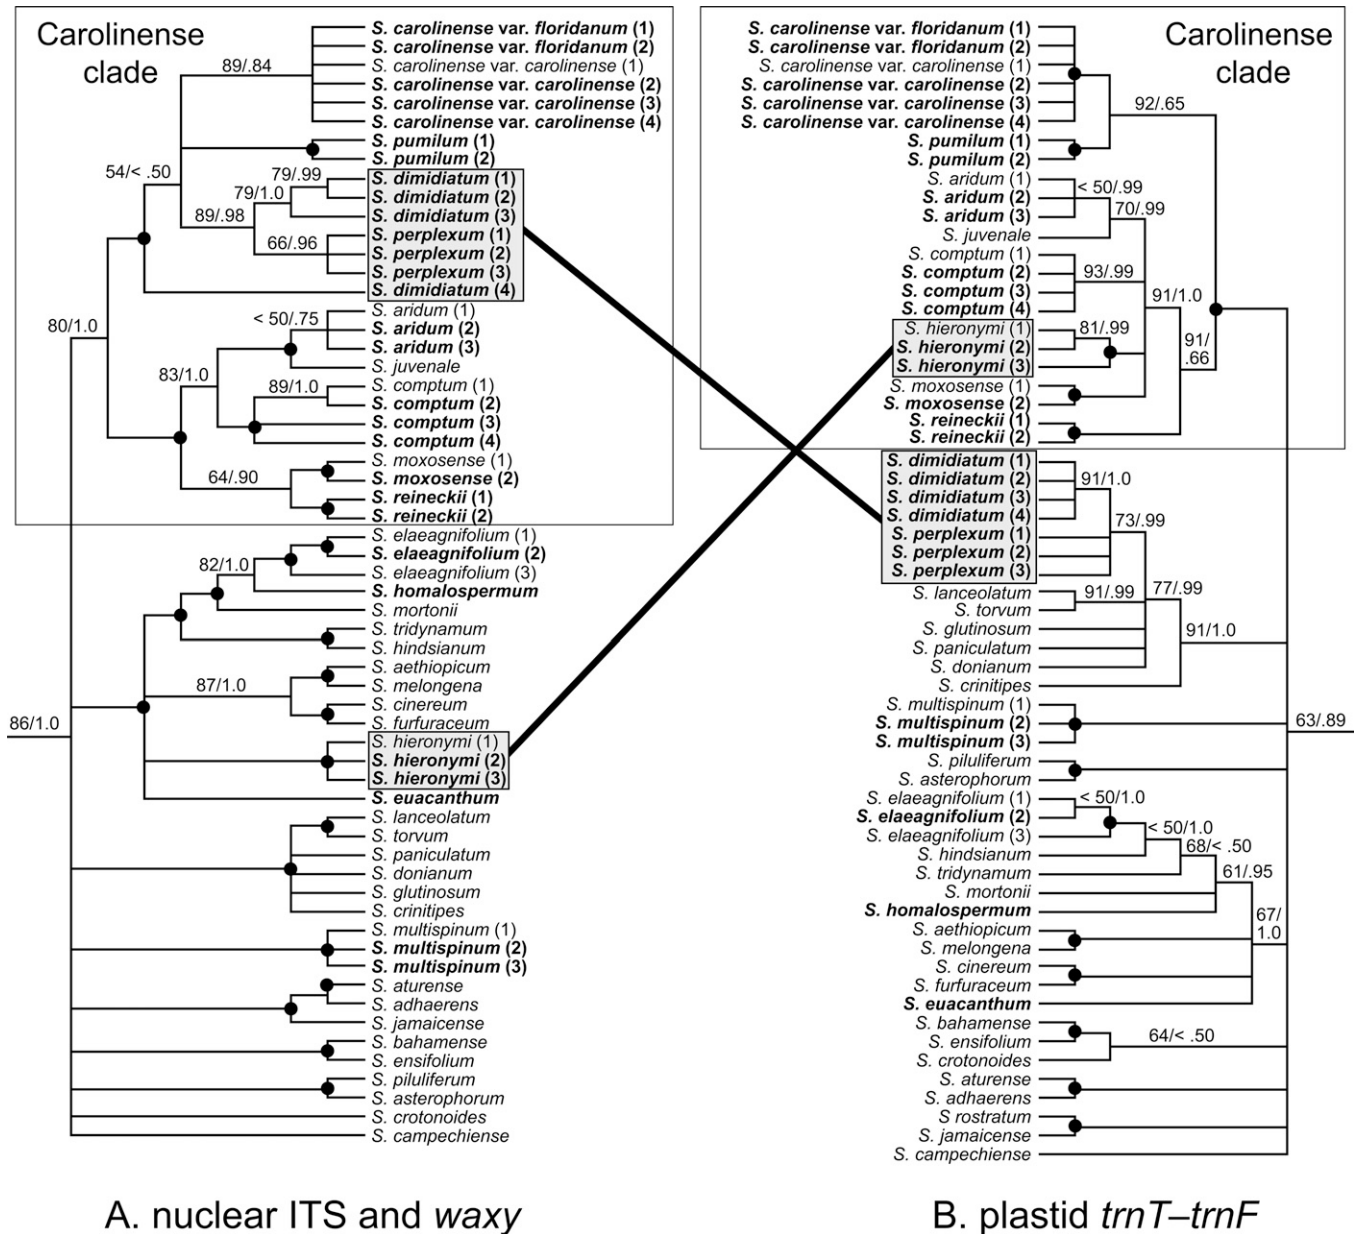 Carolinense
clade
89/.84
54/< .50
79/.99
79/1.0
89/.98
66/.96
80/1.0
< 50/.75
83/1.0
89/1.0
64/.90
82/1.0
87/1.0
86/1.0
S. carolinense var. floridanum (1)
S. carolinense var. floridanum (2)
S. carolinense var. carolinense (1)
S. carolinense var. carolinense (2)
S. carolinense var. carolinense (3)
S. carolinense var. carolinense (4)
S. pumilum (1)
S. pumilum (2)
S. dimidiatum (1)
S. dimidiatum (2)
S. dimidiatum (3)
S. perplexum (1)
S. perplexum (2)
S. perplexum (3)
S. dimidiatum (4)
S. aridum (1)
S. aridum (2)
S. aridum (3)
S. juvenale
S. comptum (1)
S. comptum (2)
S. comptum (3)
S. comptum (4)
S. moxosense (1)
S. moxosense (2)
S. reineckii (1)
S. reineckii (2)
S. elaeagnifolium (1)
S. elaeagnifolium (2)
S. elaeagnifolium (3)
S. homalospermum
S. mortonii
S. tridynamum
S. hindsianum
S. aethiopicum
S. melongena
S. cinereum
S. furfuraceum
S. hieronymi (1)
S. hieronymi (2)
S. hieronymi (3)
S. euacanthum
S. lanceolatum
S. torvum
S. paniculatum
S. donianum
S. glutinosum
S. crinitipes
S. multispinum (1)
S. multispinum (2)
S. multispinum (3)
S. aturense
S. adhaerens
S. jamaicense
S. bahamense
S. ensifolium
S. piluliferum
S. asterophorum
S. crotonoides
S. campechiense
A. nuclear ITS and waxy
Carolinense
clade
S. carolinense var. floridanum (1)
S. carolinense var. floridanum (2)
S. carolinense var. carolinense (1)
S. carolinense var. carolinense (2)
S. carolinense var. carolinense (3)
S. carolinense var. carolinense (4)
S. pumilum (1)
S. pumilum (2)
S. aridum (1)
S. aridum (2)
S. aridum (3)
S. juvenale
S. comptum (1)
S. comptum (2)
S. comptum (3)
S. comptum (4)
S. hieronymi (1)
S. hieronymi (2)
S. hieronymi (3)
S. moxosense (1)
S. moxosense (2)
S. reineckii (1)
S. reineckii (2)
S. dimidiatum (1)
S. dimidiatum (2)
S. dimidiatum (3)
S. dimidiatum (4)
S. perplexum (1)
S. perplexum (2)
S. perplexum (3)
S. lanceolatum
S. torvum
S. glutinosum
S. paniculatum
S. donianum
S. crinitipes
S. multispinum (1)
S. multispinum (2)
S. multispinum (3)
S. piluliferum
S. asterophorum
S. elaeagnifolium (1)
S. elaeagnifolium (2)
S. elaeagnifolium (3)
S. hindsianum
S. tridynamum
S. mortonii
S. homalospermum
S. aethiopicum
S. melongena
S. cinereum
S. furfuraceum
S. euacanthum
S. bahamense
S. ensifolium
S. crotonoides
S. aturense
S. adhaerens
S rostratum
S. jamaicense
S. campechiense
92/.65
< 50/.99
70/.99
93/.99
91/1.0
81/.99
91/
.66
91/1.0
73/.99
91/.99
77/.99
91/1.0
63/.89
< 50/1.0
< 50/1.0
68/< .50
61/.95
67/
1.0
64/< .50
B. plastid trnT–trnF